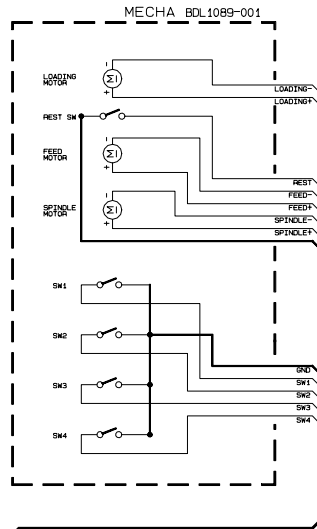 MECHA BDL1089-001
LOADING
MOTOR
-
M
+
LOADING-
LOADING+
REST SW
FEED
MOTOR
-
M
+
REST
FEED-
FEED+
SPINDLE
MOTOR
-
M
+
SPINDLE-
SPINDLE+
SW1
SW2
SW3
SW4
GND
SW1
SW2
SW3
SW4